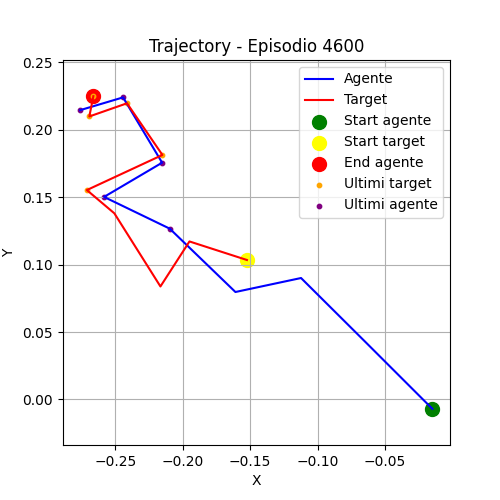 Trajectory - Episodio 4600
Agente
Target
Start agente
Start target
End agente
Ultimi target
Ultimi agente
Y
0.25
0.20
0.15
0.10
0.05
0.00
−0.25 −0.20 −0.15 −0.10 −0.05
X